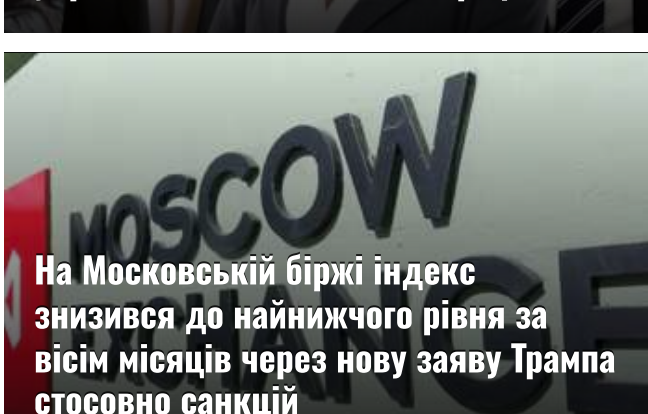 MOSCOW
EXCHANGE
На Московській біржі індекс
знизився до найнижчого рівня за
вісім місяців через нову заяву Трампа
стосовно санкцій